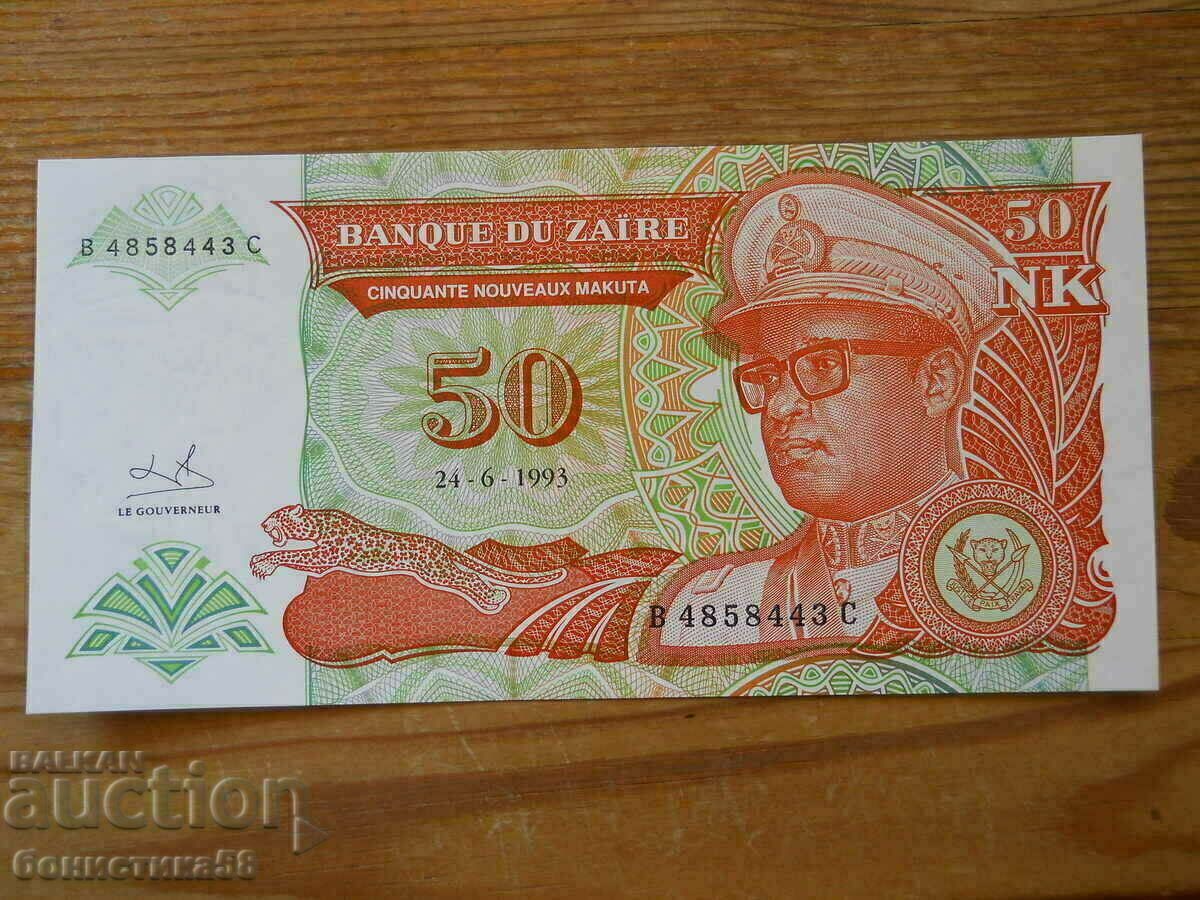 B 4858443 C
BANQUE DU ZAÏRE
CINQUANTE NOUVEAUX MAKUTA
50
NK
50
24 - 6 - 1993
LE GOUVERNEUR
B 4858443 C
PAIX
BALKAN
auction
бонистика58